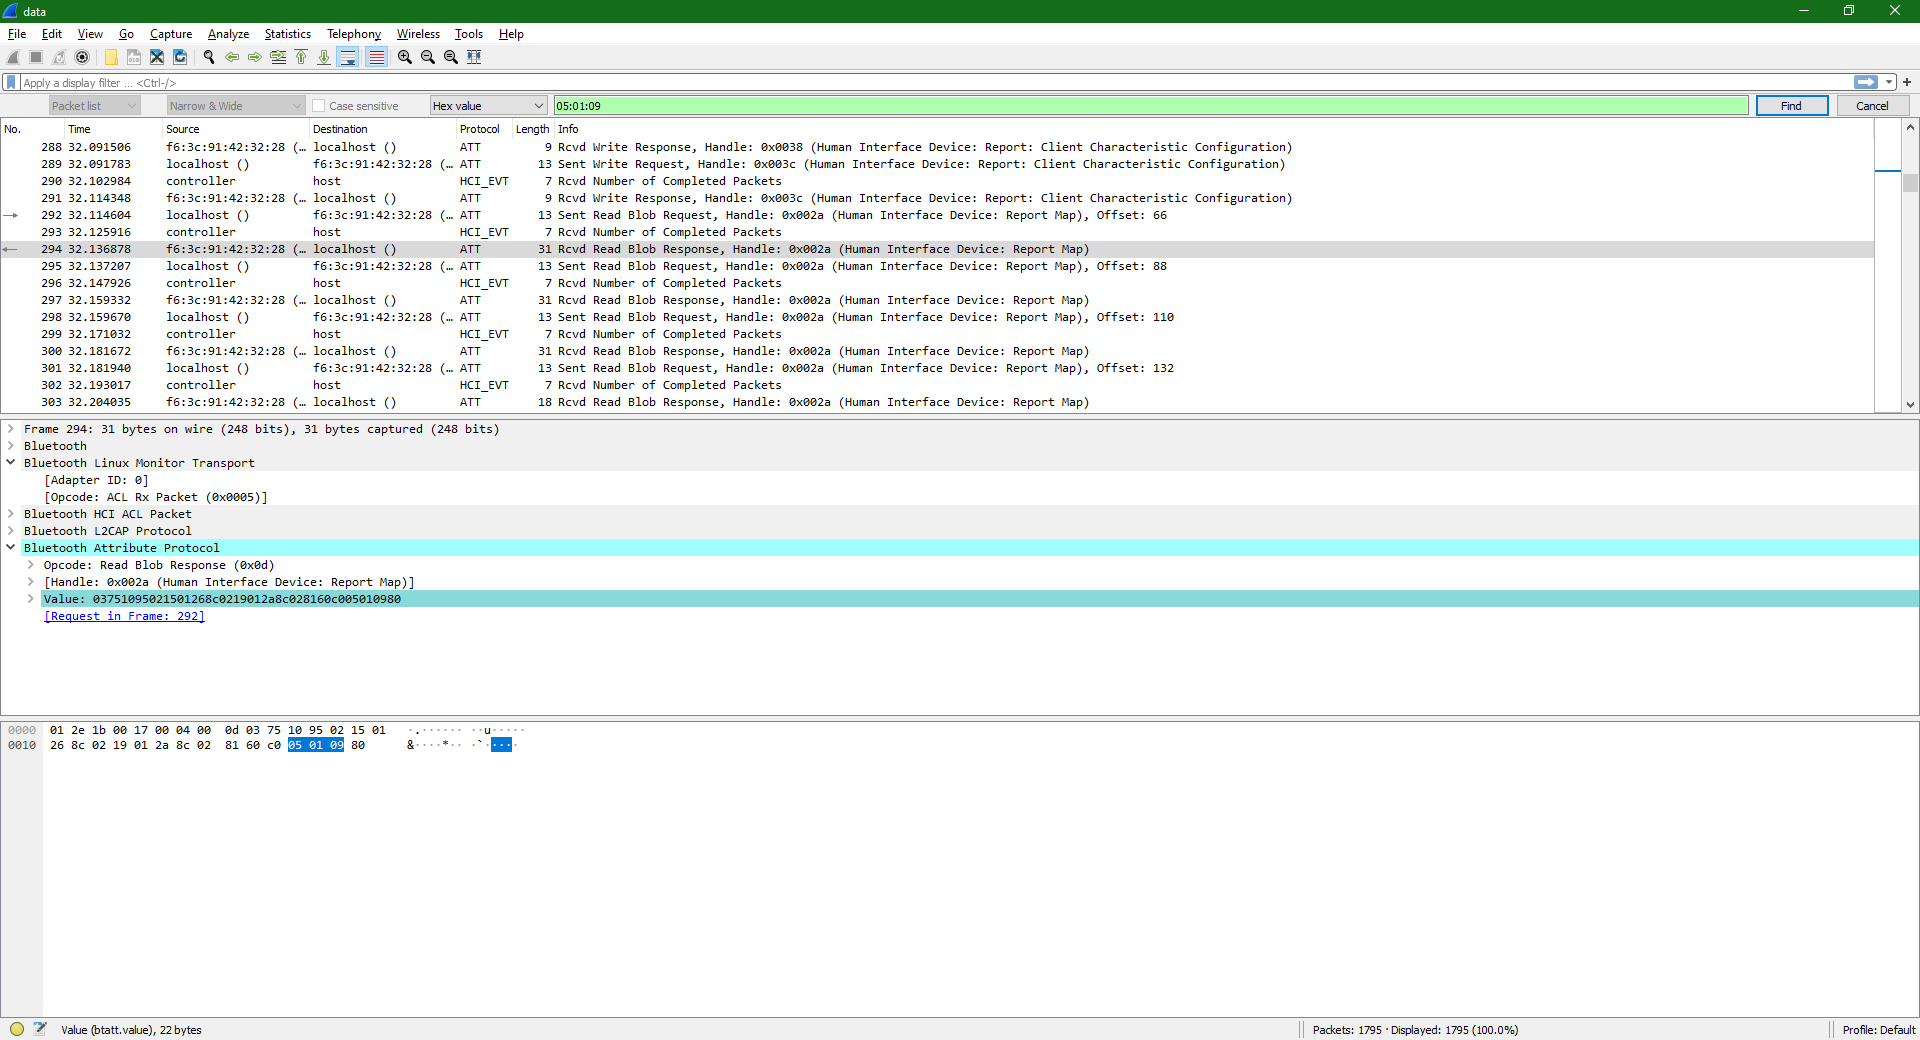 data
File Edit View Go Capture Analyze Statistics Telephony Wireless Tools Help
Apply a display filter ... <Ctrl-/>
Packet list Narrow & Wide Case sensitive Hex value 05:01:09 Find Cancel
No. Time Source Destination Protocol Length Info
288 32.091506 f6:3c:91:42:32:28 (… localhost () ATT 9 Rcvd Write Response, Handle: 0x0038 (Human Interface Device: Report: Client Characteristic Configuration)
289 32.091783 localhost () f6:3c:91:42:32:28 (… ATT 13 Sent Write Request, Handle: 0x003c (Human Interface Device: Report: Client Characteristic Configuration)
290 32.102984 controller host HCI_EVT 7 Rcvd Number of Completed Packets
291 32.114348 f6:3c:91:42:32:28 (… localhost () ATT 9 Rcvd Write Response, Handle: 0x003c (Human Interface Device: Report: Client Characteristic Configuration)
292 32.114604 localhost () f6:3c:91:42:32:28 (… ATT 13 Sent Read Blob Request, Handle: 0x002a (Human Interface Device: Report Map), Offset: 66
293 32.125916 controller host HCI_EVT 7 Rcvd Number of Completed Packets
294 32.136878 f6:3c:91:42:32:28 (… localhost () ATT 31 Rcvd Read Blob Response, Handle: 0x002a (Human Interface Device: Report Map)
295 32.137207 localhost () f6:3c:91:42:32:28 (… ATT 13 Sent Read Blob Request, Handle: 0x002a (Human Interface Device: Report Map), Offset: 88
296 32.147926 controller host HCI_EVT 7 Rcvd Number of Completed Packets
297 32.159332 f6:3c:91:42:32:28 (… localhost () ATT 31 Rcvd Read Blob Response, Handle: 0x002a (Human Interface Device: Report Map)
298 32.159670 localhost () f6:3c:91:42:32:28 (… ATT 13 Sent Read Blob Request, Handle: 0x002a (Human Interface Device: Report Map), Offset: 110
299 32.171032 controller host HCI_EVT 7 Rcvd Number of Completed Packets
300 32.181672 f6:3c:91:42:32:28 (… localhost () ATT 31 Rcvd Read Blob Response, Handle: 0x002a (Human Interface Device: Report Map)
301 32.181940 localhost () f6:3c:91:42:32:28 (… ATT 13 Sent Read Blob Request, Handle: 0x002a (Human Interface Device: Report Map), Offset: 132
302 32.193017 controller host HCI_EVT 7 Rcvd Number of Completed Packets
303 32.204035 f6:3c:91:42:32:28 (… localhost () ATT 18 Rcvd Read Blob Response, Handle: 0x002a (Human Interface Device: Report Map)
Frame 294: 31 bytes on wire (248 bits), 31 bytes captured (248 bits)
Bluetooth
Bluetooth Linux Monitor Transport
[Adapter ID: 0]
[Opcode: ACL Rx Packet (0x0005)]
Bluetooth HCI ACL Packet
Bluetooth L2CAP Protocol
Bluetooth Attribute Protocol
Opcode: Read Blob Response (0x0d)
[Handle: 0x002a (Human Interface Device: Report Map)]
Value: 03751095021501268c0219012a8c028160c005010980
[Request in Frame: 292]
0000 01 2e 1b 00 17 00 04 00 0d 03 75 10 95 02 15 01 ·.······ ··u·····
0010 26 8c 02 19 01 2a 8c 02 81 60 c0 05 01 09 80 &····*·· ·`·····
Value (btatt.value), 22 bytes
Packets: 1795 · Displayed: 1795 (100.0%)
Profile: Default